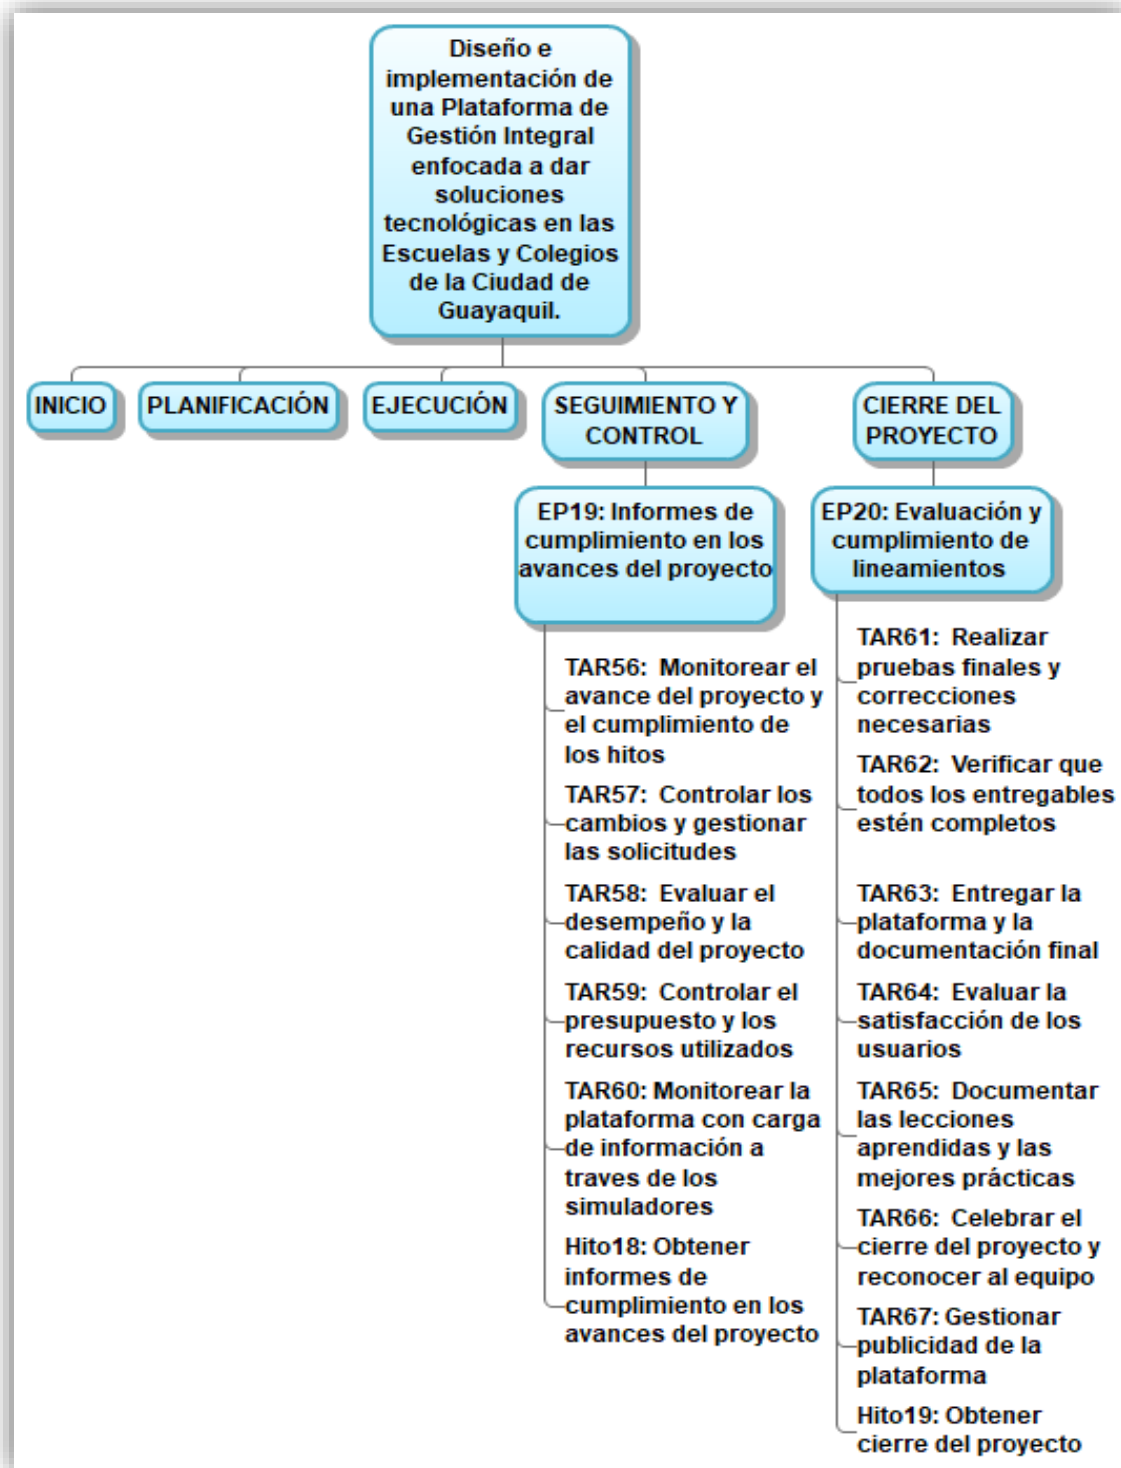 Diseño e
implementación de
una Plataforma de
Gestión Integral
enfocada a dar
soluciones
tecnológicas en las
Escuelas y Colegios
de la Ciudad de
Guayaquil.
INICIO
PLANIFICACIÓN
EJECUCIÓN
SEGUIMIENTO Y
CONTROL
CIERRE DEL
PROYECTO
EP19: Informes de
cumplimiento en los
avances del proyecto
TAR56:  Monitorear el
avance del proyecto y
el cumplimiento de
los hitos
TAR57:  Controlar los
cambios y gestionar
las solicitudes
TAR58:  Evaluar el
desempeño y la
calidad del proyecto
TAR59:  Controlar el
presupuesto y los
recursos utilizados
TAR60: Monitorear la
plataforma con carga
de información a
traves de los
simuladores
Hito18: Obtener
informes de
cumplimiento en los
avances del proyecto
EP20: Evaluación y
cumplimiento de
lineamientos
TAR61:  Realizar
pruebas finales y
correcciones
necesarias
TAR62:  Verificar que
todos los entregables
estén completos
TAR63:  Entregar la
plataforma y la
documentación final
TAR64:  Evaluar la
satisfacción de los
usuarios
TAR65:  Documentar
las lecciones
aprendidas y las
mejores prácticas
TAR66:  Celebrar el
cierre del proyecto y
reconocer al equipo
TAR67: Gestionar
publicidad de la
plataforma
Hito19: Obtener
cierre del proyecto